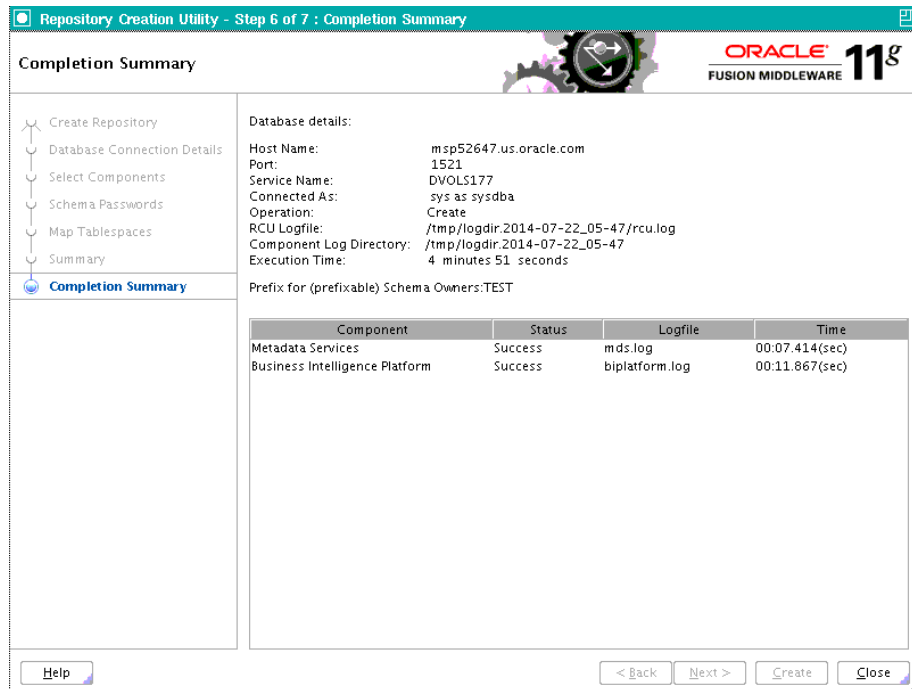 Repository Creation Utility - Step 6 of 7 : Completion Summary
Completion Summary
ORACLE
FUSION MIDDLEWARE
11g
Create Repository
Database Connection Details
Select Components
Schema Passwords
Map Tablespaces
Summary
Completion Summary
Database details:
Host Name: msp52647.us.oracle.com
Port: 1521
Service Name: DVOLS177
Connected As: sys as sysdba
Operation: Create
RCU Logfile: /tmp/logdir.2014-07-22_05-47/rcu.log
Component Log Directory: /tmp/logdir.2014-07-22_05-47
Execution Time: 4 minutes 51 seconds
Prefix for (prefixable) Schema Owners:TEST
Component Status Logfile Time
Metadata Services Success mds.log 00:07.414(sec)
Business Intelligence Platform Success biplatform.log 00:11.867(sec)
Help < Back Next > Create Close